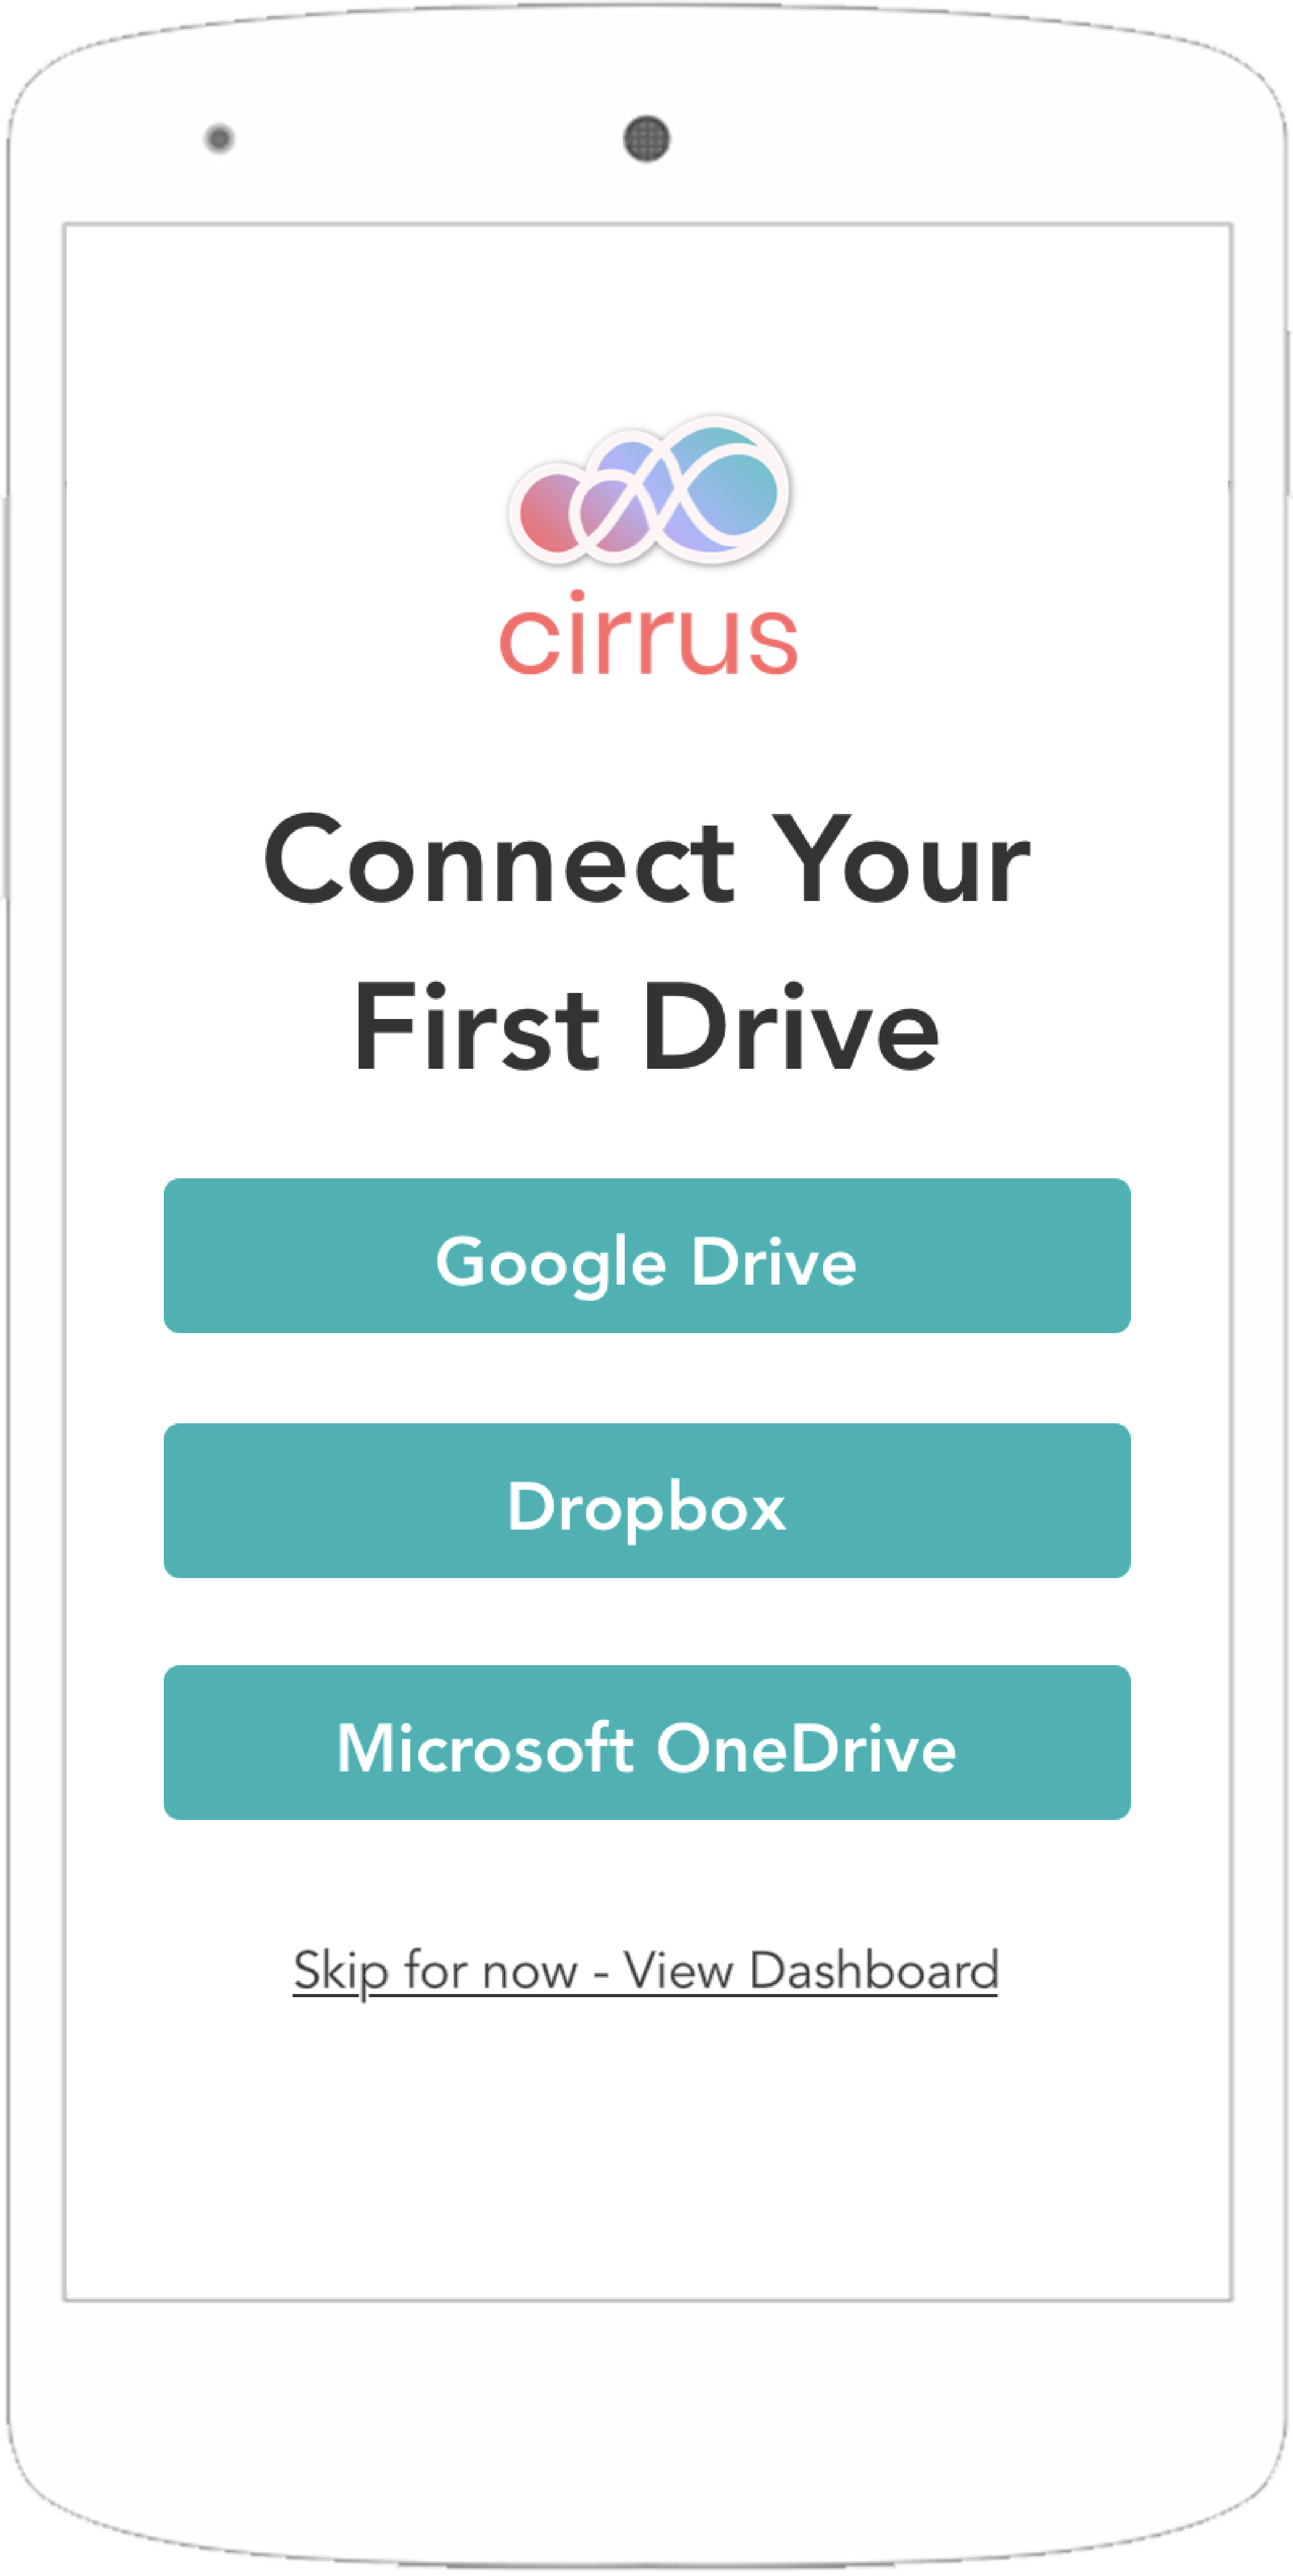 cirrus
Connect Your
First Drive
Google Drive
Dropbox
Microsoft OneDrive
Skip for now - View Dashboard